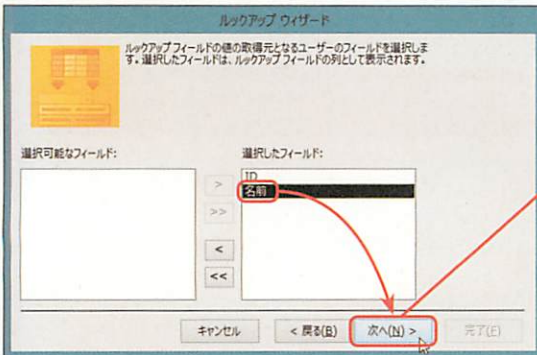 ルックアップ ウィザード
ルックアップ フィールドの値の取得元となるユーザーのフィールドを選択しま
す。選択したフィールドは、ルックアップ フィールドの列として表示されます。
選択可能なフィールド:
選択したフィールド:
ID
名前
>
>>
<
<<
キャンセル
< 戻る(B)
次へ(N) >
完了(F)